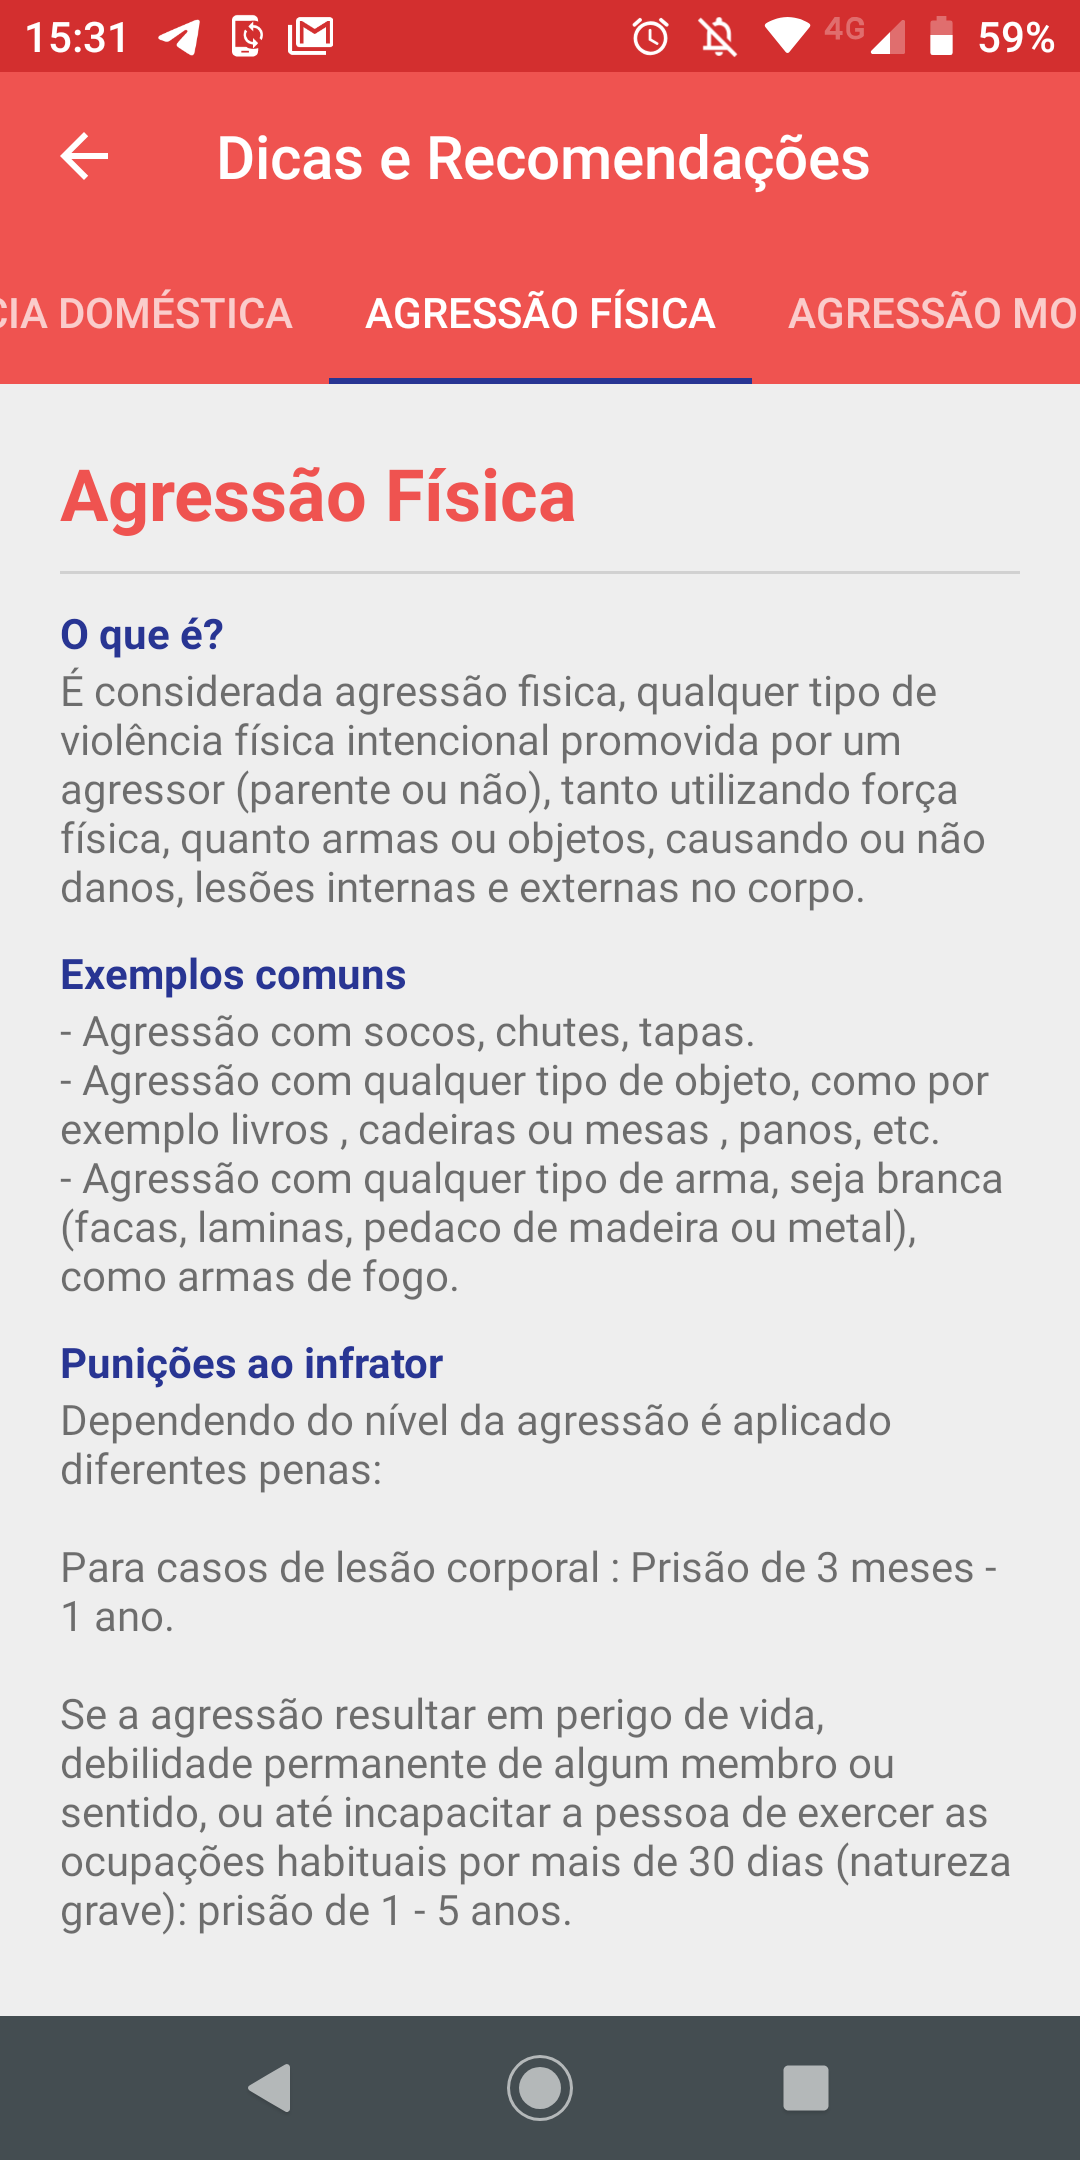 15:31
4G
59%
Dicas e Recomendações
CIA DOMÉSTICA
AGRESSÃO FÍSICA
AGRESSÃO MO
Agressão Física
O que é?
É considerada agressão fisica, qualquer tipo de
violência física intencional promovida por um
agressor (parente ou não), tanto utilizando força
física, quanto armas ou objetos, causando ou não
danos, lesões internas e externas no corpo.
Exemplos comuns
- Agressão com socos, chutes, tapas.
- Agressão com qualquer tipo de objeto, como por
exemplo livros , cadeiras ou mesas , panos, etc.
- Agressão com qualquer tipo de arma, seja branca
(facas, laminas, pedaco de madeira ou metal),
como armas de fogo.
Punições ao infrator
Dependendo do nível da agressão é aplicado
diferentes penas:
Para casos de lesão corporal : Prisão de 3 meses -
1 ano.
Se a agressão resultar em perigo de vida,
debilidade permanente de algum membro ou
sentido, ou até incapacitar a pessoa de exercer as
ocupações habituais por mais de 30 dias (natureza
grave): prisão de 1 - 5 anos.